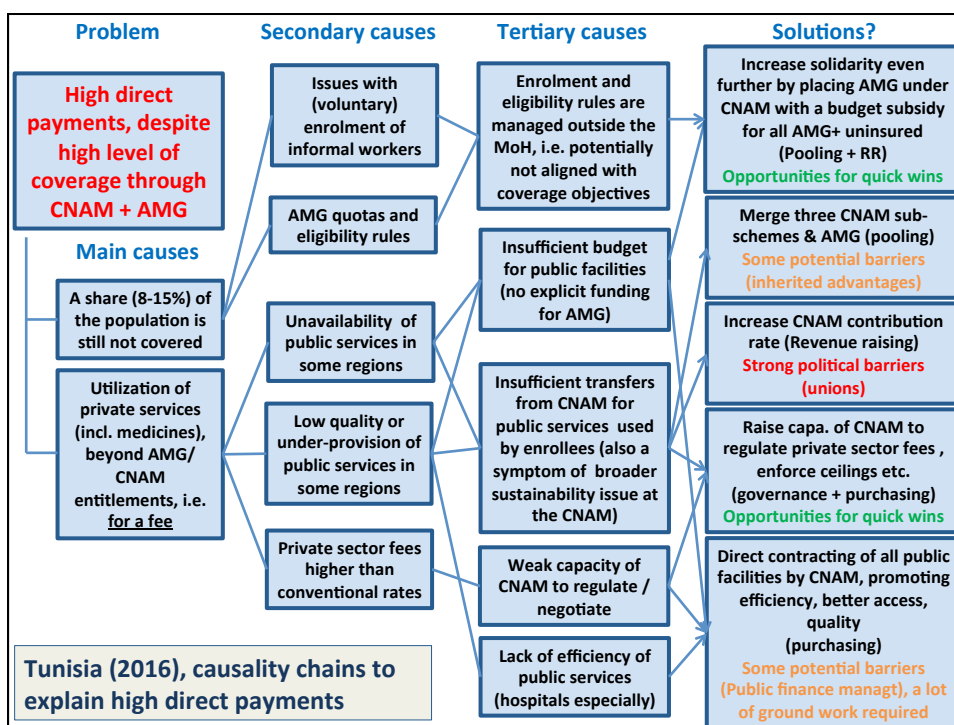 Problem
High direct
payments, despite
high level of
coverage through
CNAM + AMG
Main causes
A share (8-15%) of
the population is
still not covered
Utilization of
private services
(incl. medicines),
beyond AMG/
CNAM
entitlements, i.e.
for a fee
Secondary causes
Issues with
(voluntary)
enrolment of
informal workers
AMG quotas and
eligibility rules
Unavailability of
public services in
some regions
Low quality or
under-provision of
public services in
some regions
Private sector fees
higher than
conventional rates
Tertiary causes
Enrolment and
eligibility rules are
managed outside the
MoH, i.e. potentially
not aligned with
coverage objectives
Insufficient budget
for public facilities
(no explicit funding
for AMG)
Insufficient transfers
from CNAM for
public services used
by enrollees (also a
symptom of broader
sustainability issue at
the CNAM)
Weak capacity of
CNAM to regulate /
negotiate
Lack of efficiency of
public services
(hospitals especially)
Solutions?
Increase solidarity even
further by placing AMG under
CNAM with a budget subsidy
for all AMG+ uninsured
(Pooling + RR)
Opportunities for quick wins
Merge three CNAM sub-
schemes & AMG (pooling)
Some potential barriers
(inherited advantages)
Increase CNAM contribution
rate (Revenue raising)
Strong political barriers
(unions)
Raise capa. of CNAM to
regulate private sector fees ,
enforce ceilings etc.
(governance + purchasing)
Opportunities for quick wins
Direct contracting of all public
facilities by CNAM, promoting
efficiency, better access,
quality
(purchasing)
Some potential barriers
(Public finance managt), a lot
of ground work required
Tunisia (2016), causality chains to
explain high direct payments